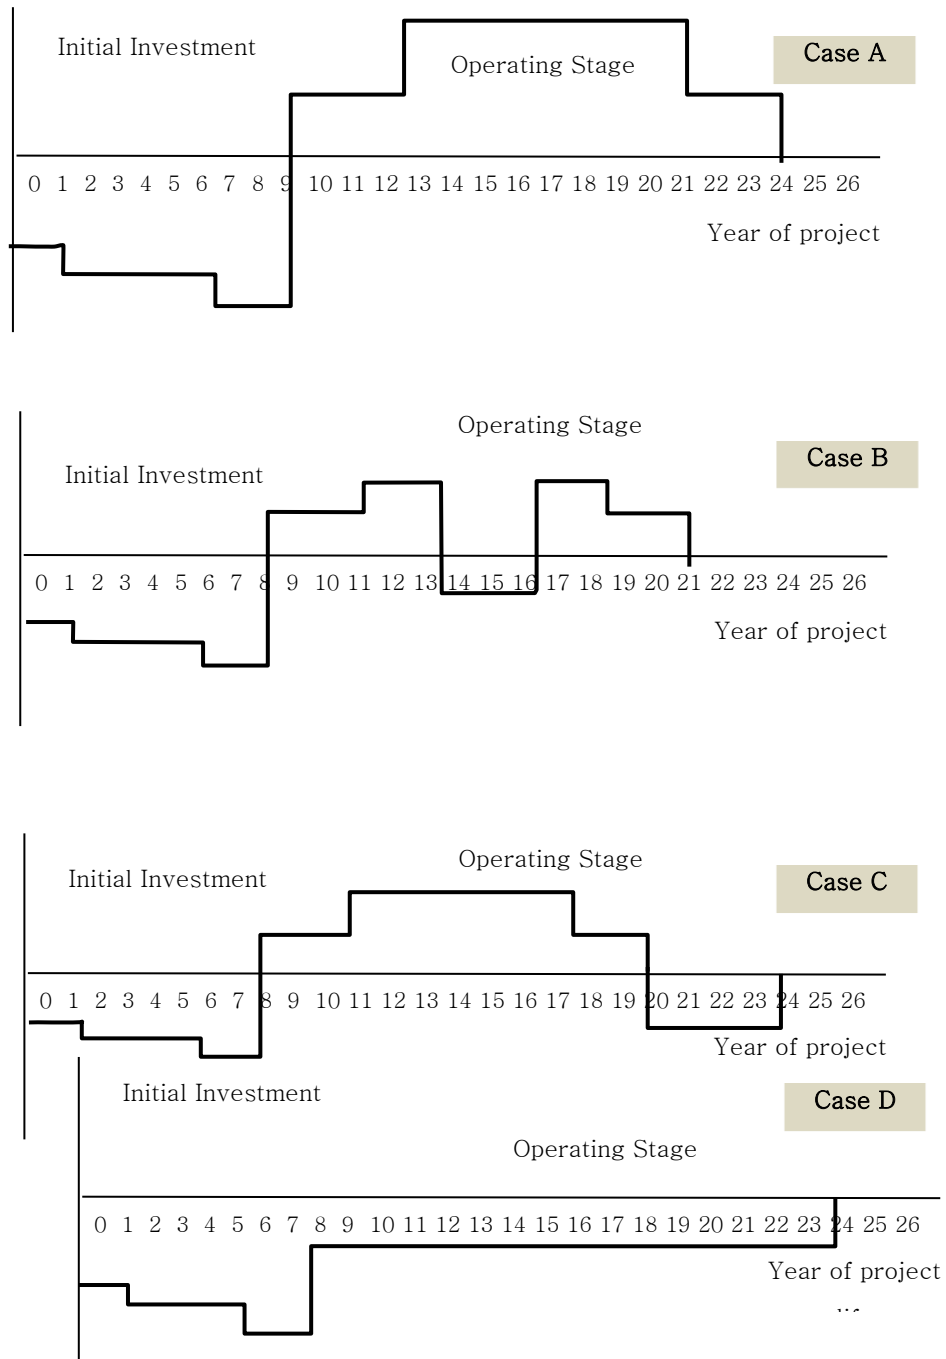 Initial Investment
Operating Stage
Case A
0 1 2 3 4 5 6 7 8 9 10 11 12 13 14 15 16 17 18 19 20 21 22 23 24 25 26
Year of project
Operating Stage
Initial Investment
Case B
0 1 2 3 4 5 6 7 8 9 10 11 12 13 14 15 16 17 18 19 20 21 22 23 24 25 26
Year of project
Operating Stage
Initial Investment
Case C
0 1 2 3 4 5 6 7 8 9 10 11 12 13 14 15 16 17 18 19 20 21 22 23 24 25 26
Year of project
Initial Investment
Case D
Operating Stage
0 1 2 3 4 5 6 7 8 9 10 11 12 13 14 15 16 17 18 19 20 21 22 23 24 25 26
Year of project